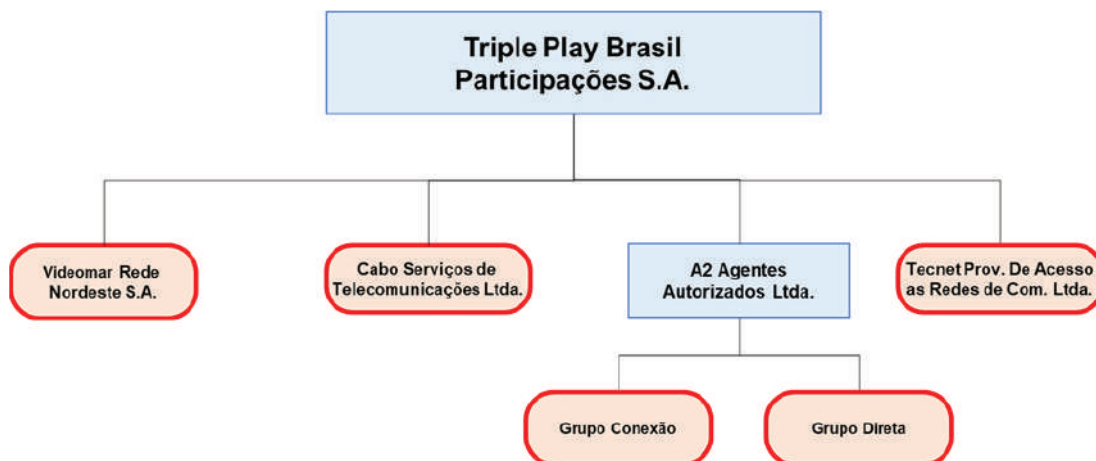 Triple Play Brasil
Participações S.A.
Videomar Rede
Nordeste S.A.
Cabo Serviços de
Telecomunicações Ltda.
A2 Agentes
Autorizados Ltda.
Tecnet Prov. De Acesso
as Redes de Com. Ltda.
Grupo Conexão
Grupo Direta